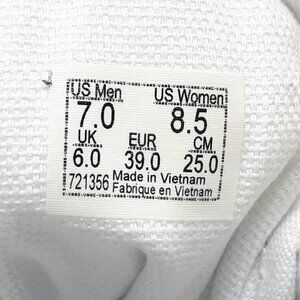 US Men US Women
7.0 8.5
UK EUR CM
6.0 39.0 25.0
721356 Made in Vietnam
Fabrique en Vietnam